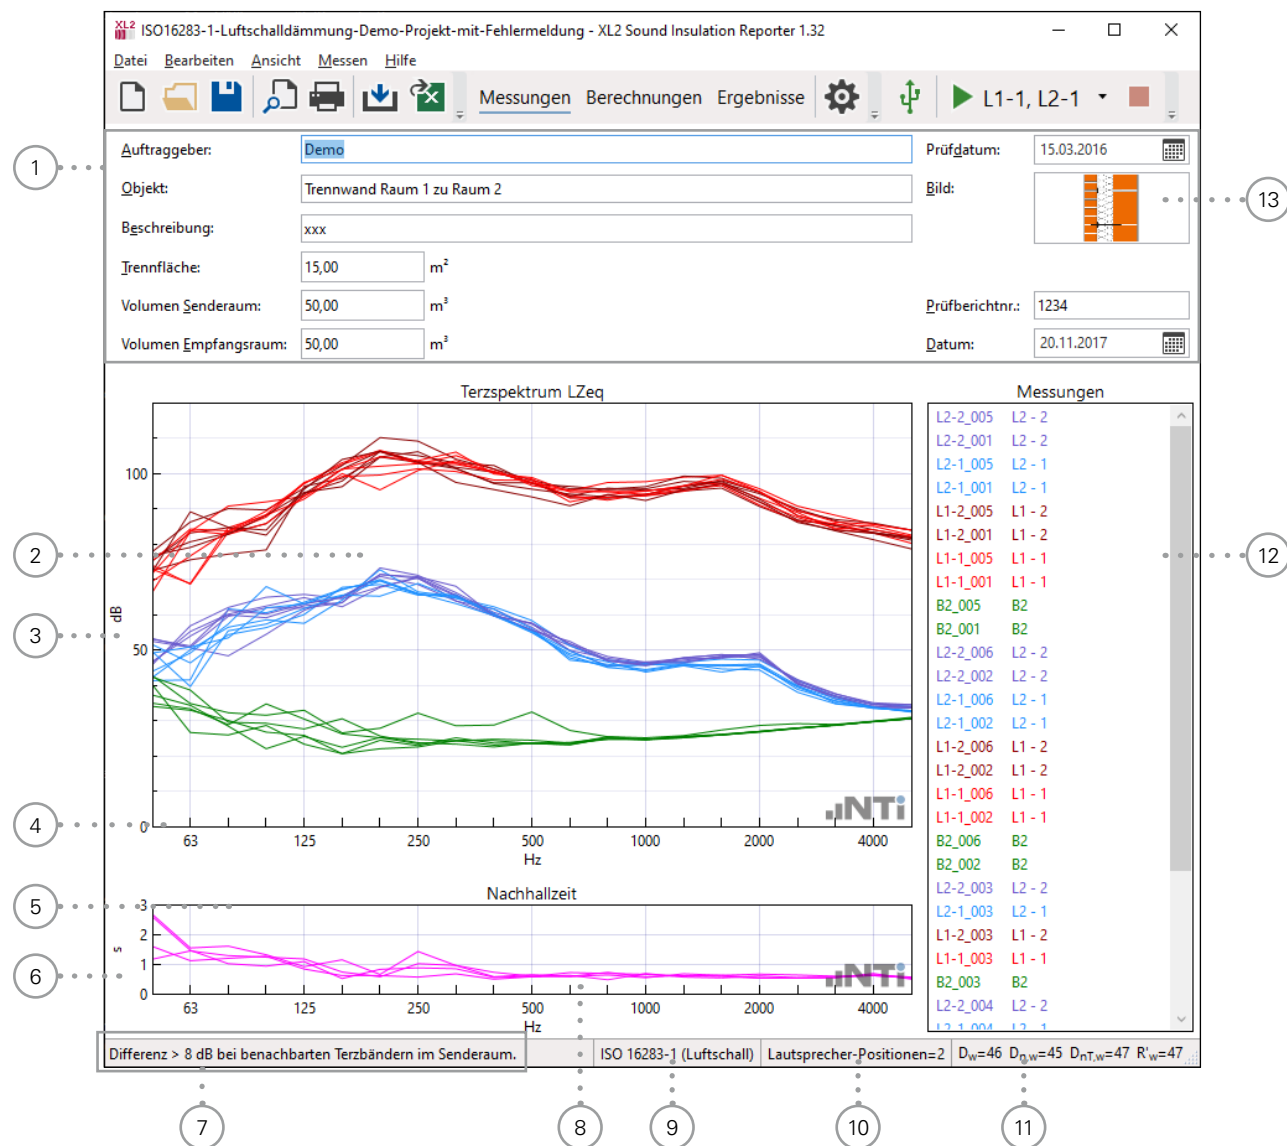 XL2 ISO16283-1-Luftschalldämmung-Demo-Projekt-mit-Fehlermeldung - XL2 Sound Insulation Reporter 1.32
Datei Bearbeiten Ansicht Messen Hilfe
Messungen Berechnungen Ergebnisse L1-1, L2-1
1
Auftraggeber: Demo Prüfdatum: 15.03.2016
Objekt: Trennwand Raum 1 zu Raum 2 Bild:
13
Beschreibung: xxx
Trennfläche: 15,00 m²
Volumen Senderaum: 50,00 m³ Prüfberichtnr.: 1234
Volumen Empfangsraum: 50,00 m³ Datum: 20.11.2017
Terzspektrum LZeq
100
50
0
dB
63 125 250 500 1000 2000 4000
Hz
NTi
2
3
4
Nachhallzeit
3
2
1
0
s
63 125 250 500 1000 2000 4000
Hz
NTi
5
6
Messungen
L2-2_005 L2 - 2
L2-2_001 L2 - 2
L2-1_005 L2 - 1
L2-1_001 L2 - 1
L1-2_005 L1 - 2
L1-2_001 L1 - 2
L1-1_005 L1 - 1
L1-1_001 L1 - 1
B2_005 B2
B2_001 B2
L2-2_006 L2 - 2
L2-2_002 L2 - 2
L2-1_006 L2 - 1
L2-1_002 L2 - 1
L1-2_006 L1 - 2
L1-2_002 L1 - 2
L1-1_006 L1 - 1
L1-1_002 L1 - 1
B2_006 B2
B2_002 B2
L2-2_003 L2 - 2
L2-1_003 L2 - 1
L1-2_003 L1 - 2
L1-1_003 L1 - 1
B2_003 B2
L2-2_004 L2 - 2
L2-1_004 L2 - 1
12
Differenz > 8 dB bei benachbarten Terzbändern im Senderaum. ISO 16283-1 (Luftschall) Lautsprecher-Positionen=2 Dw=46 Dn,w=45 DnT,w=47 R'w=47
7 8 9 10 11